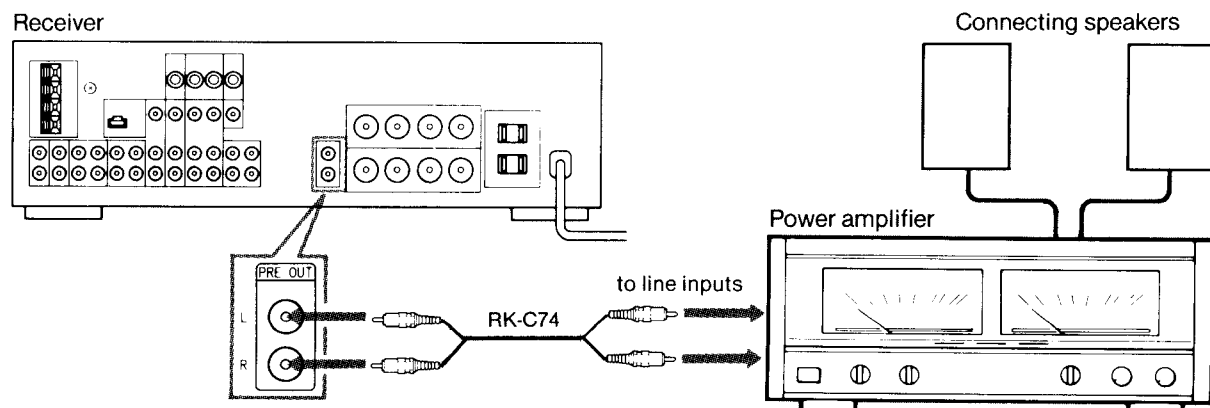 Receiver
Connecting speakers
Power amplifier
PRE OUT
to line inputs
L
RK-C74
R